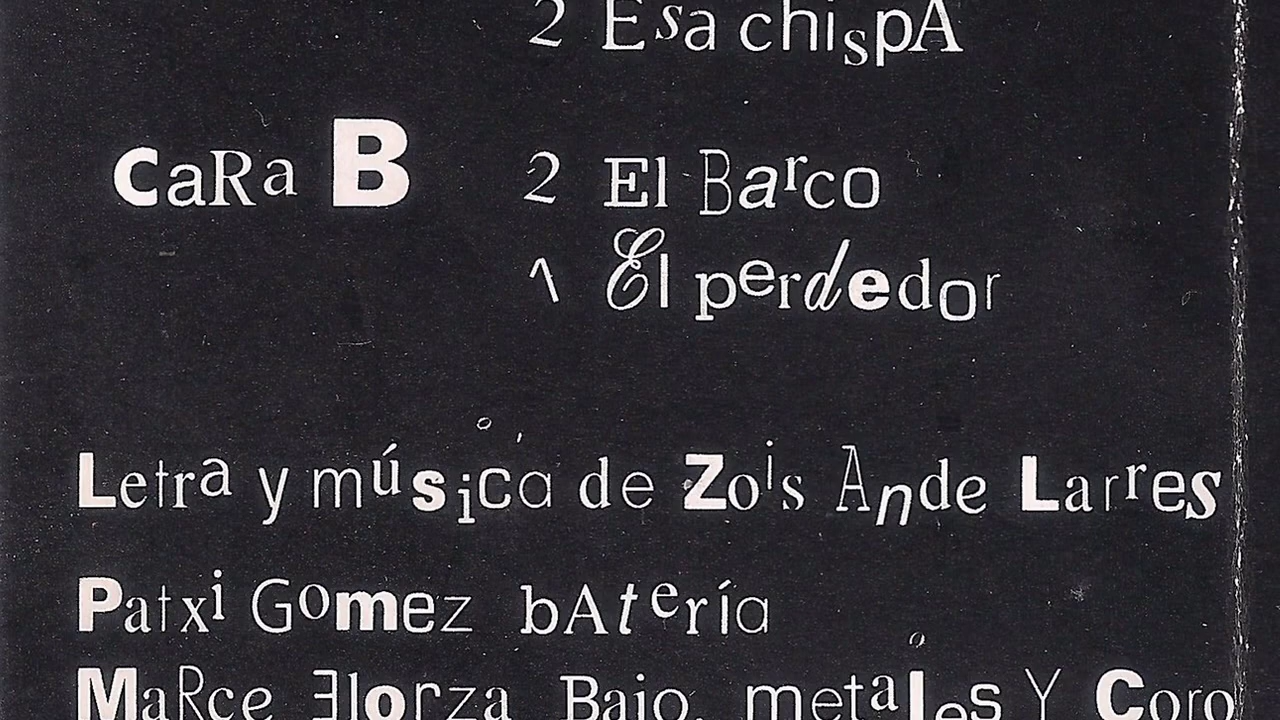 2 Esa chispA
caRa B 2 El Barco
1 El perdedor
Letra y música de Zois Ande Larres
Patxi Gomez bAtería
MaRce Elorza Bajo, metales Y Coro